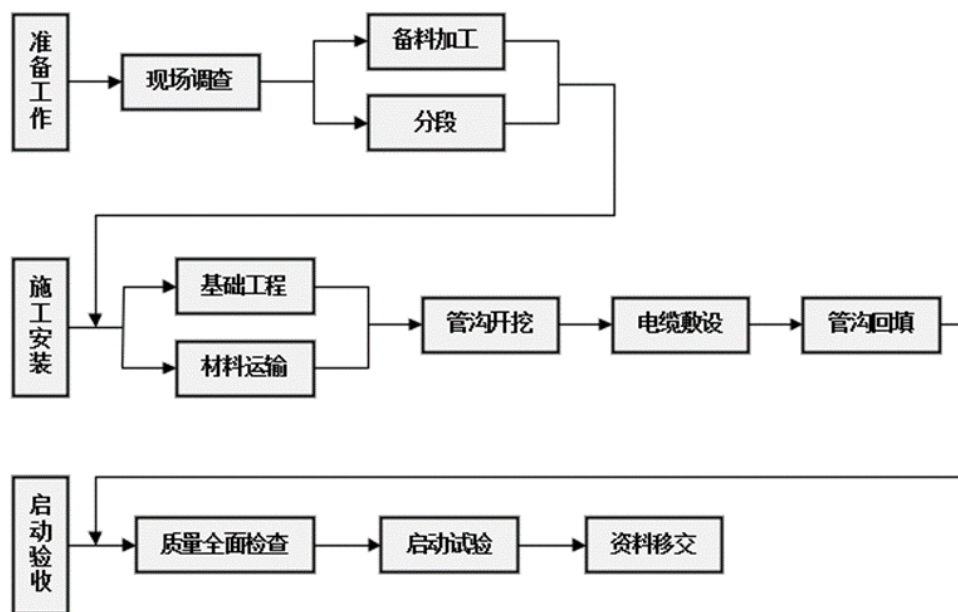 准备工作
现场调查
备料加工
分段
施工安装
基础工程
材料运输
管沟开挖
电缆敷设
管沟回填
启动验收
质量全面检查
启动试验
资料移交